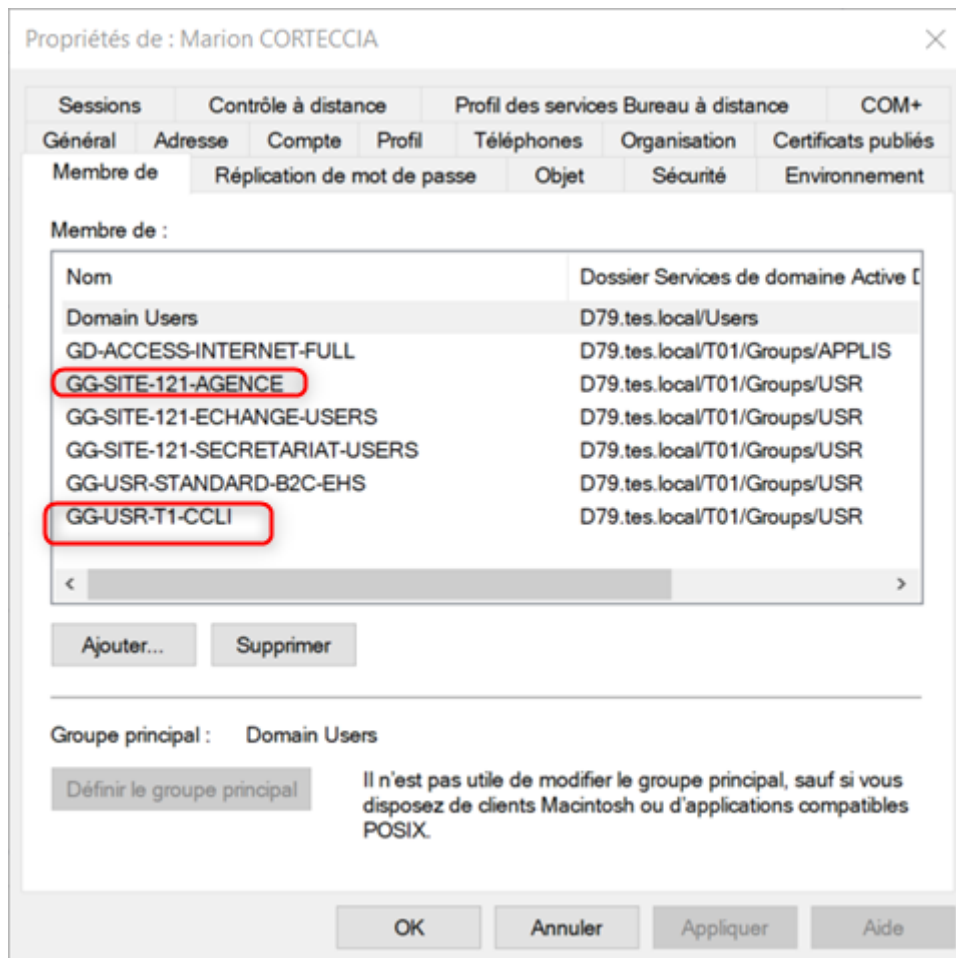 Propriétés de : Marion CORTECCIA
Sessions Contrôle à distance Profil des services Bureau à distance COM+
Général Adresse Compte Profil Téléphones Organisation Certificats publiés
Membre de Réplication de mot de passe Objet Sécurité Environnement
Membre de :
Nom Dossier Services de domaine Active D
Domain Users D79.tes.local/Users
GD-ACCESS-INTERNET-FULL D79.tes.local/T01/Groups/APPLIS
GG-SITE-121-AGENCE D79.tes.local/T01/Groups/USR
GG-SITE-121-ECHANGE-USERS D79.tes.local/T01/Groups/USR
GG-SITE-121-SECRETARIAT-USERS D79.tes.local/T01/Groups/USR
GG-USR-STANDARD-B2C-EHS D79.tes.local/T01/Groups/USR
GG-USR-T1-CCLI D79.tes.local/T01/Groups/USR
Ajouter... Supprimer
Groupe principal : Domain Users
Définir le groupe principal
Il n'est pas utile de modifier le groupe principal, sauf si vous
disposez de clients Macintosh ou d'applications compatibles
POSIX.
OK Annuler Appliquer Aide